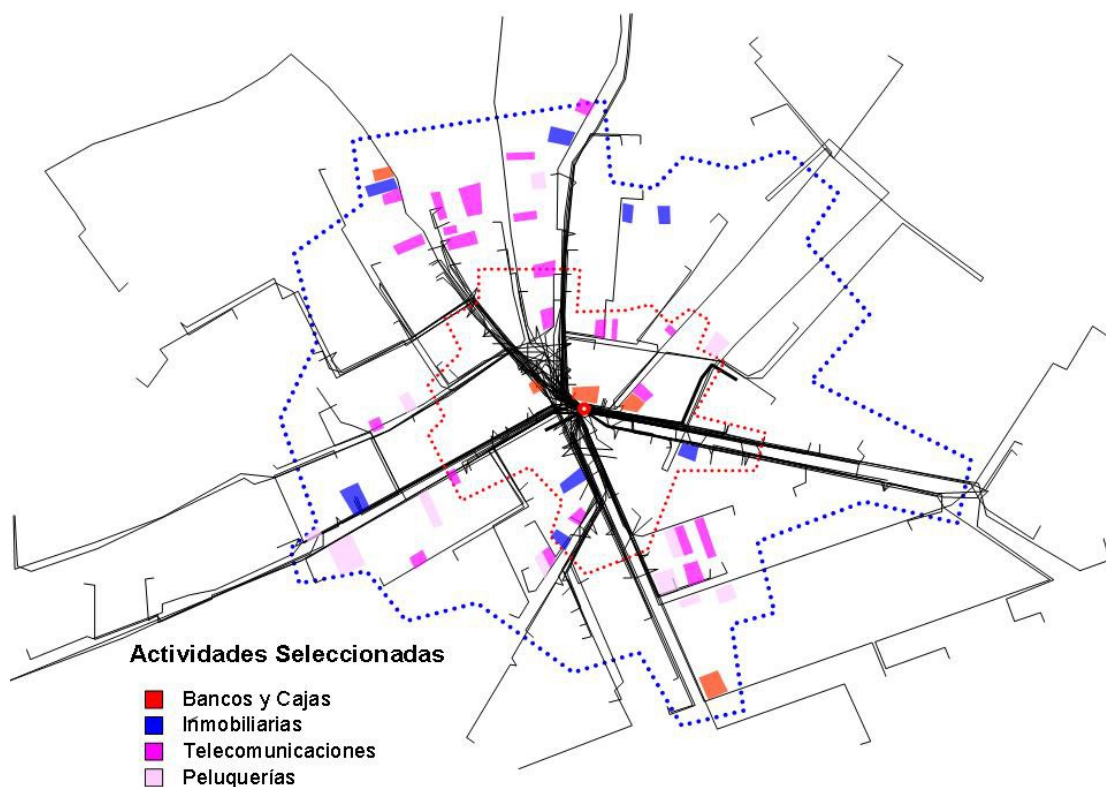 Actividades Seleccionadas
Bancos y Cajas
Inmobiliarias
Telecomunicaciones
Peluquerías